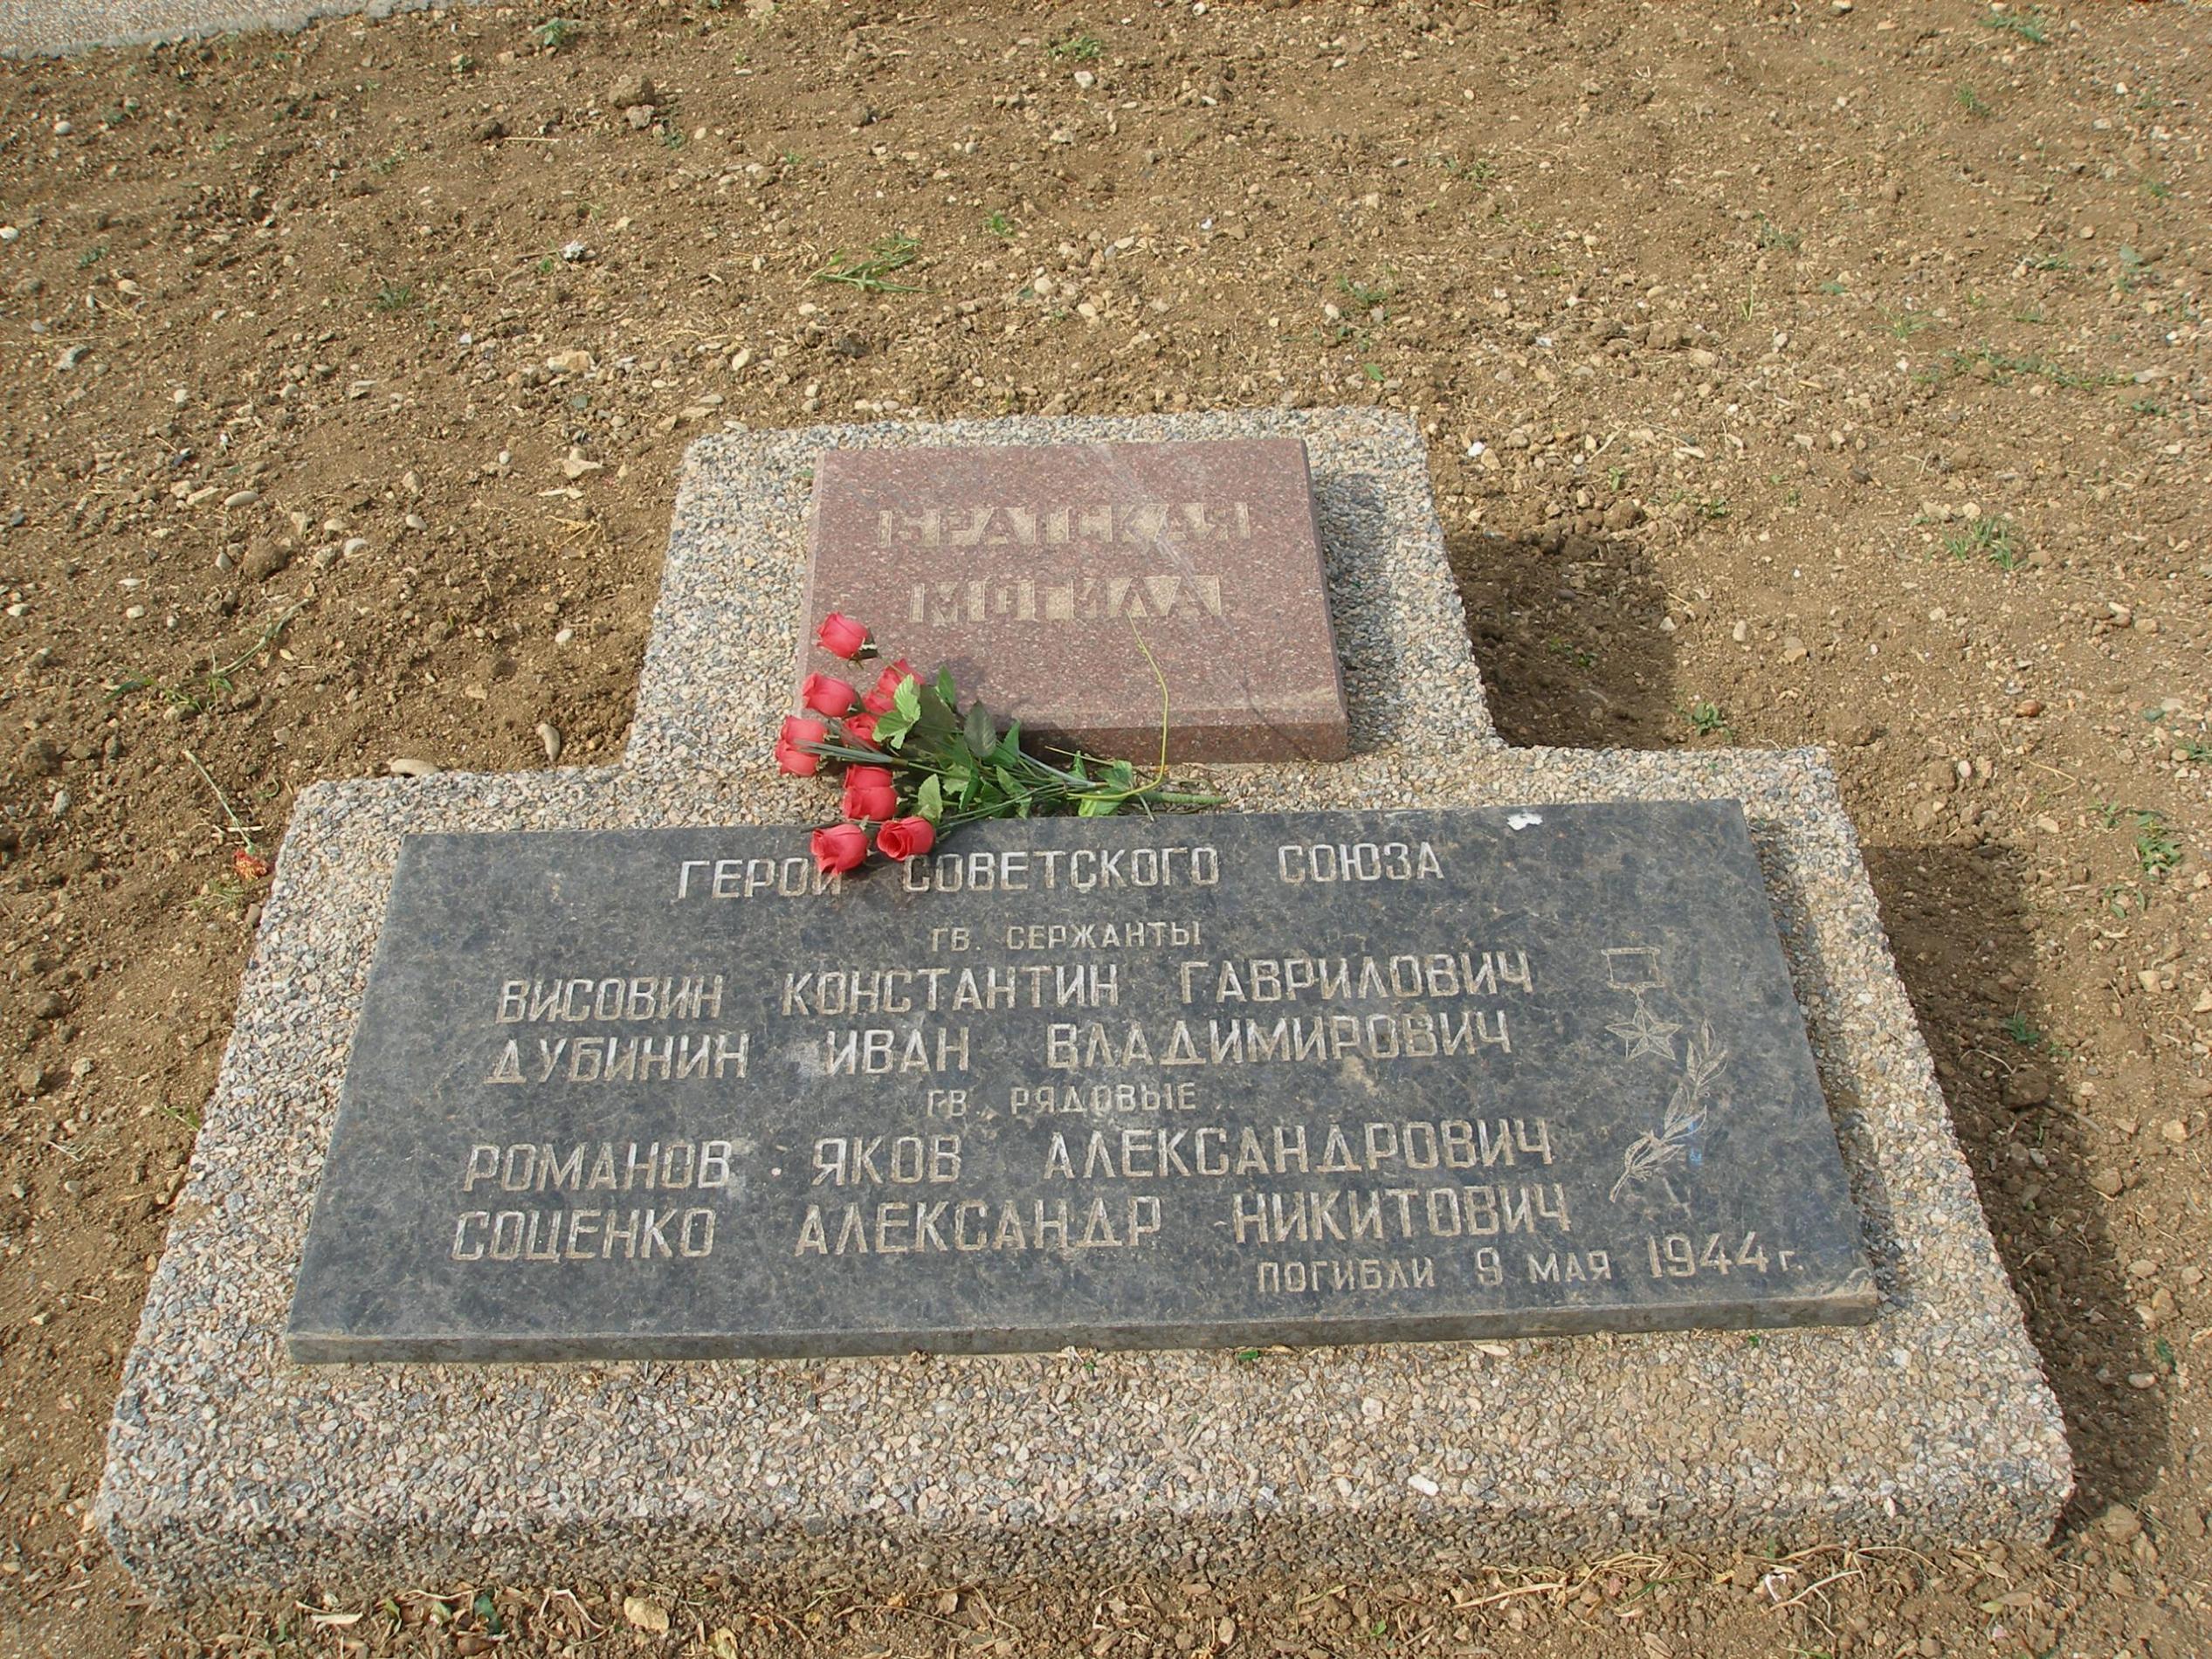 БРАТСКАЯ
МОГИЛА
ГЕРОИ СОВЕТСКОГО СОЮЗА
ГВ. СЕРЖАНТЫ
ВИСОВИН КОНСТАНТИН ГАВРИЛОВИЧ
ДУБИНИН ИВАН ВЛАДИМИРОВИЧ
ГВ. РЯДОВЫЕ
РОМАНОВ ЯКОВ АЛЕКСАНДРОВИЧ
СОЦЕНКО АЛЕКСАНДР НИКИТОВИЧ
ПОГИБЛИ 9 МАЯ 1944 г.